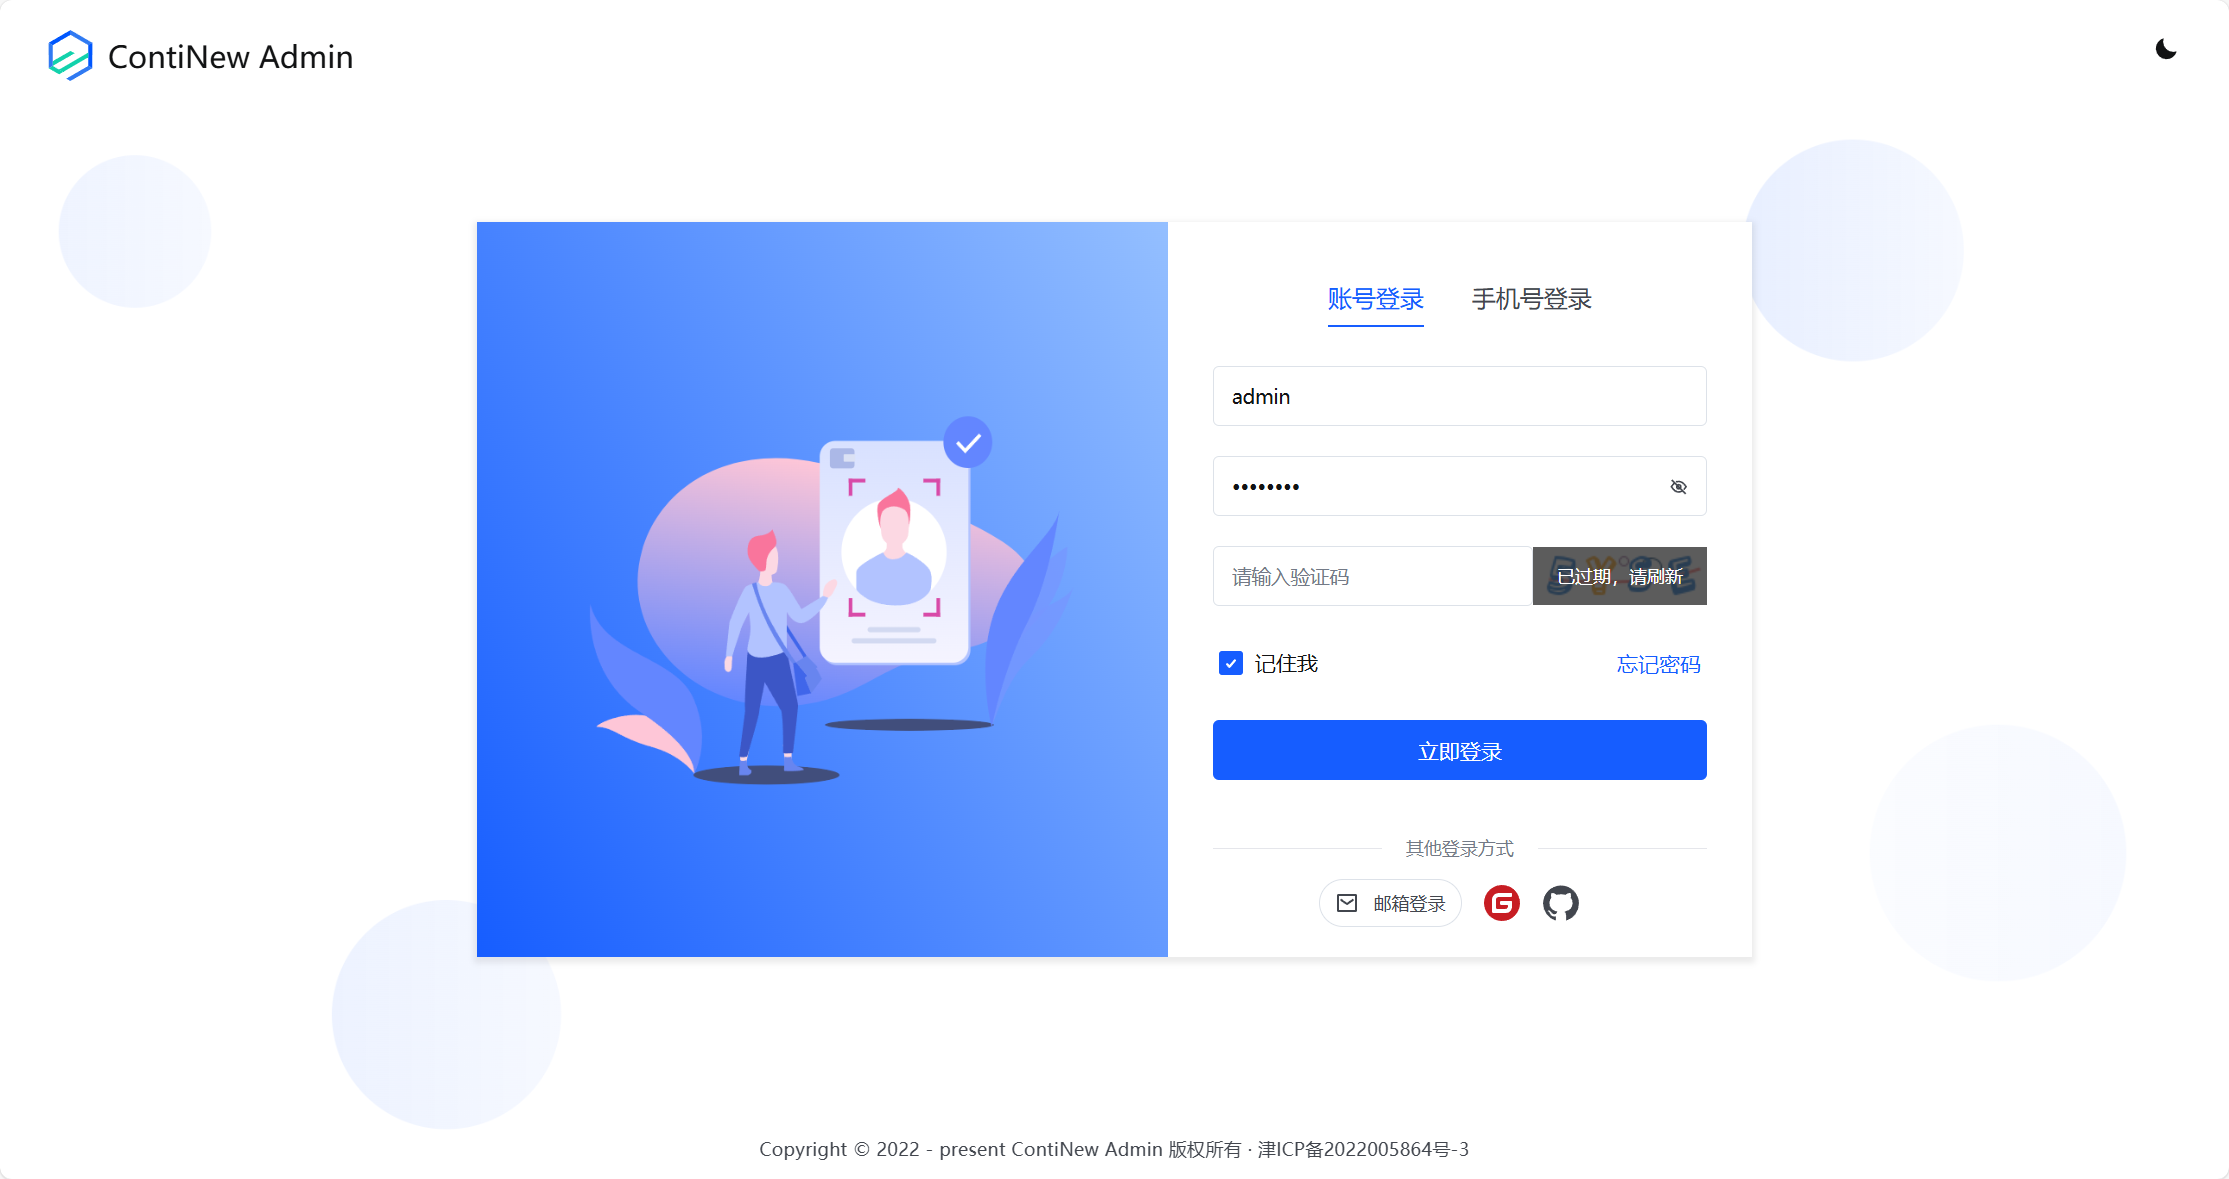 ContiNew Admin
账号登录
手机号登录
admin
••••••••
请输入验证码
已过期，请刷新
记住我
忘记密码
立即登录
其他登录方式
邮箱登录
Copyright © 2022 - present ContiNew Admin 版权所有 · 津ICP备2022005864号-3